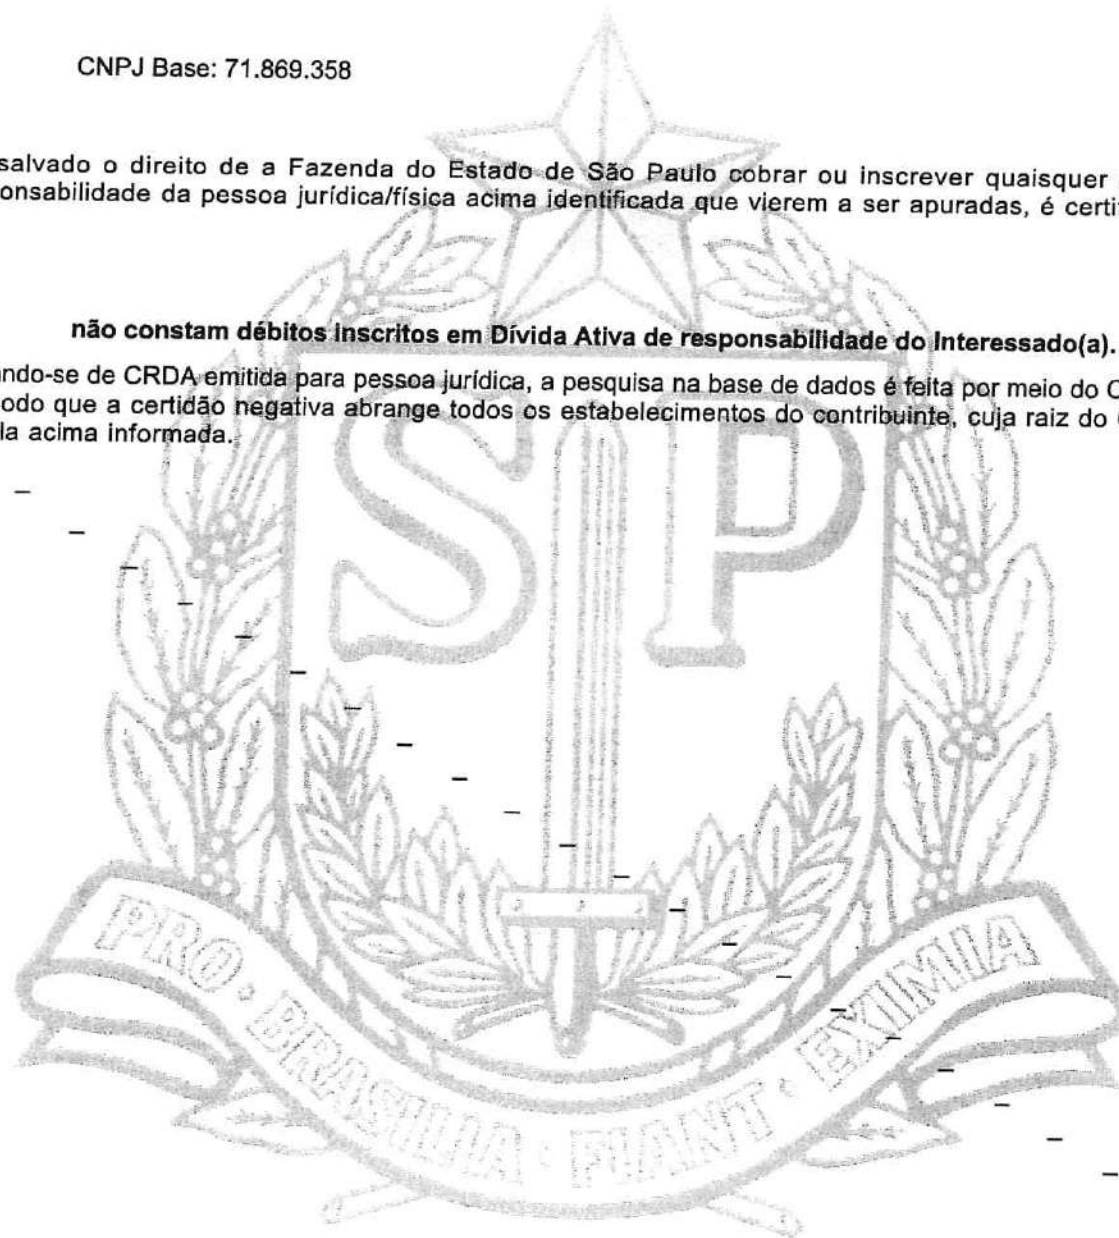 CNPJ Base: 71.869.358
salvado o direito de a Fazenda do Estado de São Paulo cobrar ou inscrever quaisquer
onsabilidade da pessoa jurídica/física acima identificada que vierem a ser apuradas, é certi
não constam débitos inscritos em Dívida Ativa de responsabilidade do Interessado(a).
ndo-se de CRDA emitida para pessoa jurídica, a pesquisa na base de dados é feita por meio do C
odo que a certidão negativa abrange todos os estabelecimentos do contribuinte, cuja raiz do
la acima informada.
S P
PRO · BRASILIA · FIANT · EXIMIA